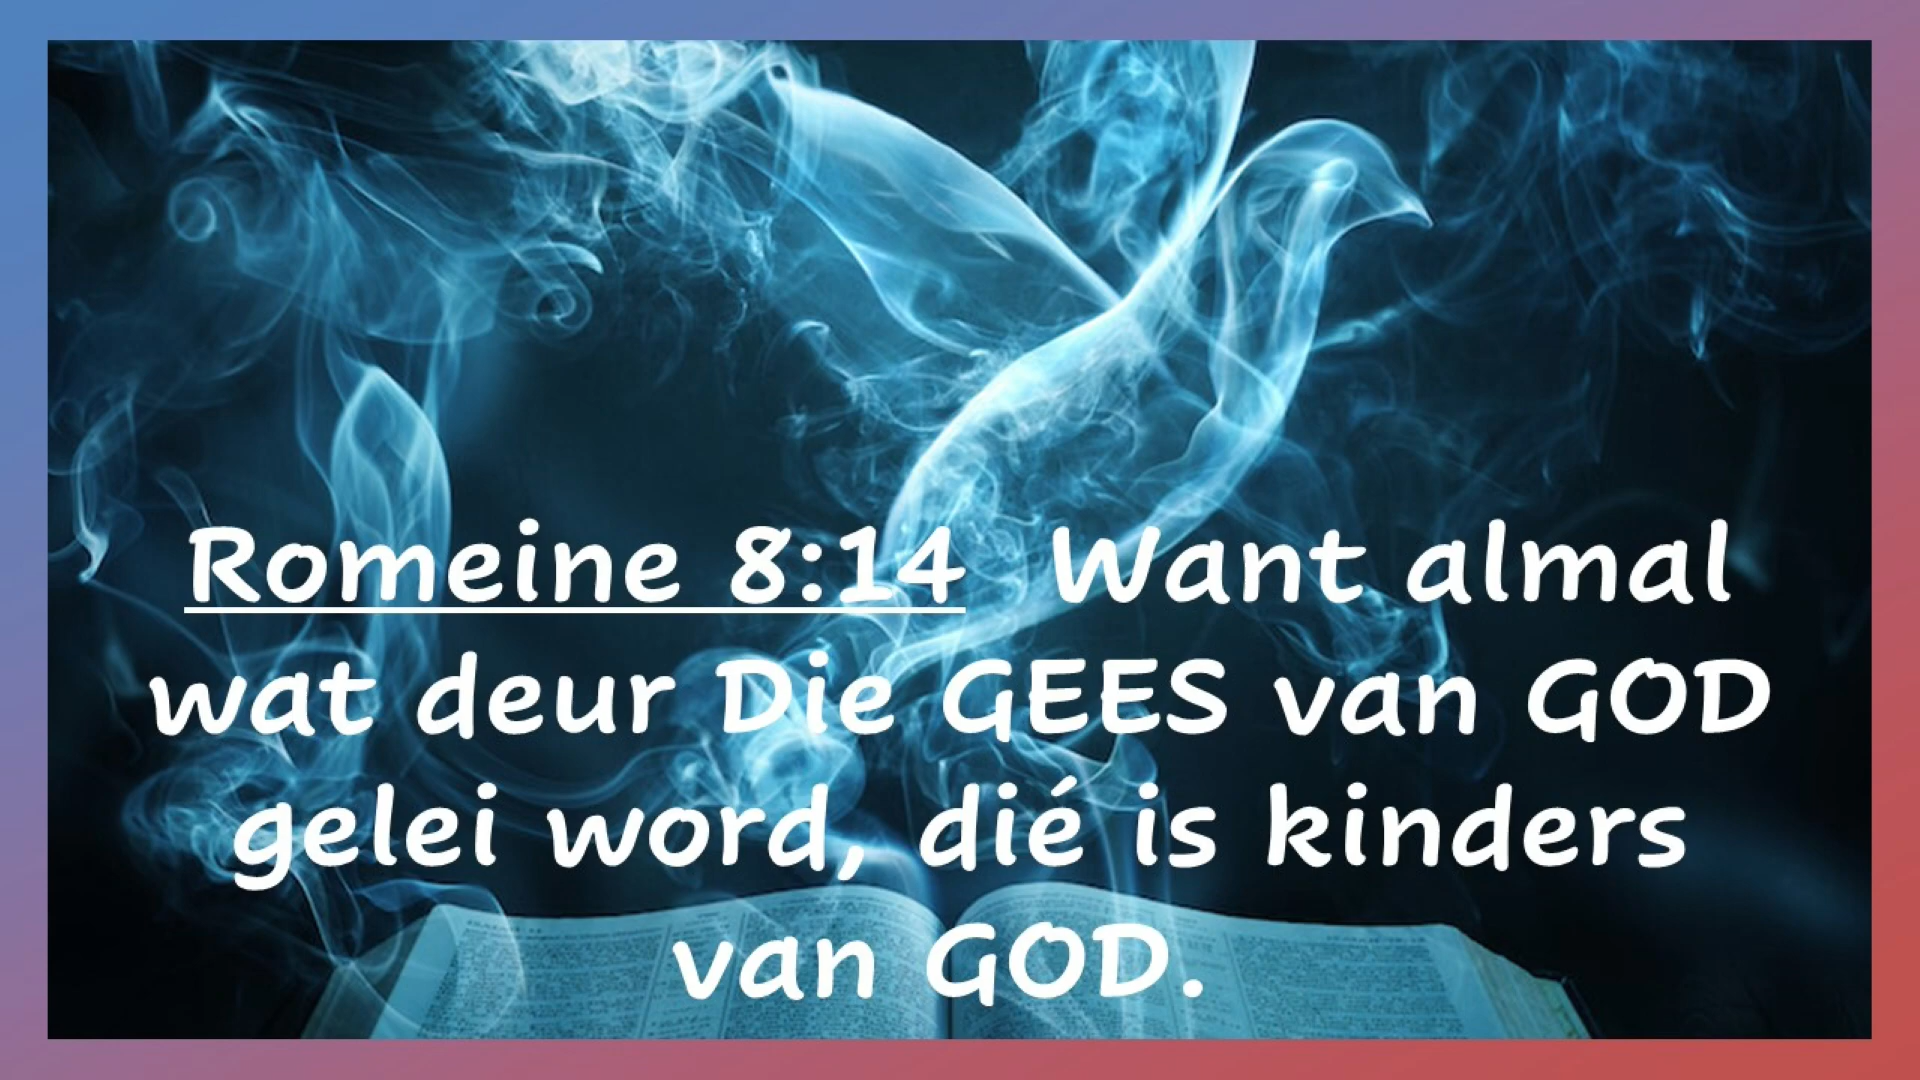 Romeine 8:14  Want almal
wat deur Die GEES van GOD
gelei word, dié is kinders
van GOD.